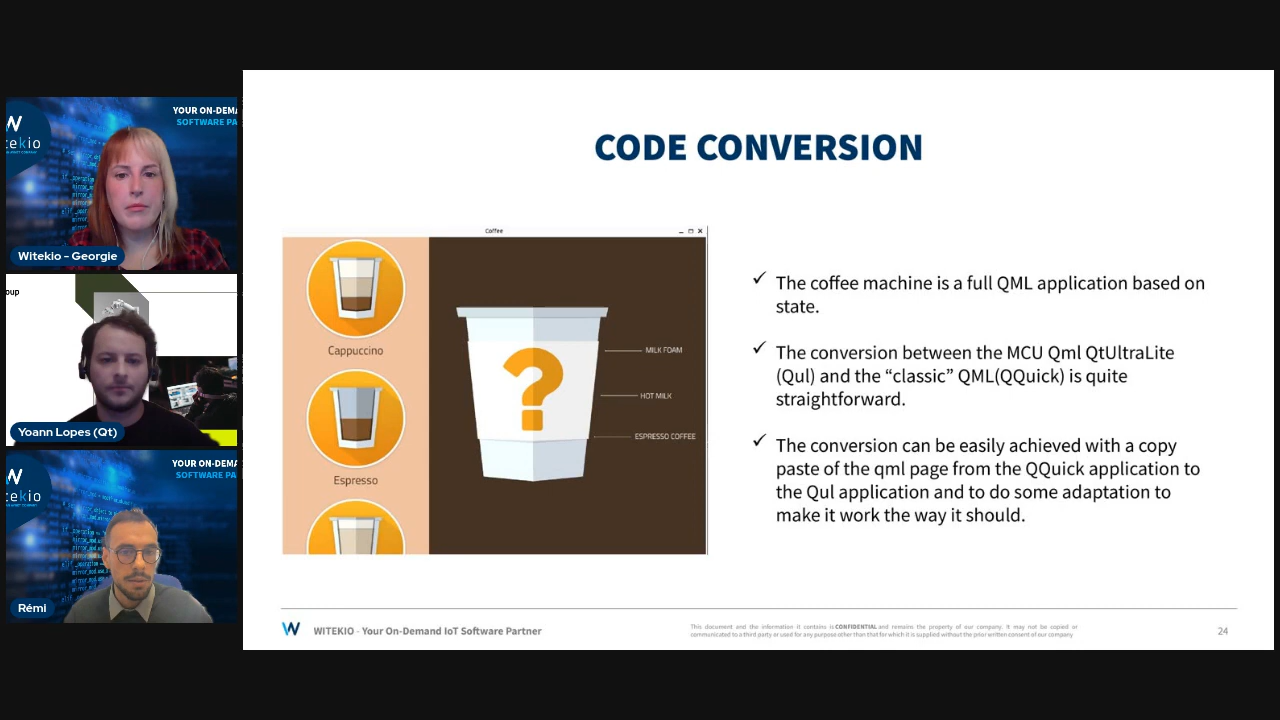 YOUR ON-DEMA
SOFTWARE PA
W
tekio
Witekio - Georgie
oup
Yoann Lopes (Qt)
YOUR ON-DEMA
SOFTWARE PA
W
tekio
Rémi
CODE CONVERSION
Coffee
Cappuccino
Espresso
MILK FOAM
HOT MILK
ESPRESSO COFFEE
The coffee machine is a full QML application based on
state.
The conversion between the MCU Qml QtUltraLite
(Qul) and the “classic” QML(QQuick) is quite
straightforward.
The conversion can be easily achieved with a copy
paste of the qml page from the QQuick application to
the Qul application and to do some adaptation to
make it work the way it should.
W WITEKIO - Your On-Demand IoT Software Partner
This document and the information it contains is CONFIDENTIAL and remains the property of our company. It may not be copied or
communicated to a third party or used for any purpose other than that for which it is supplied without the prior written consent of our company
24